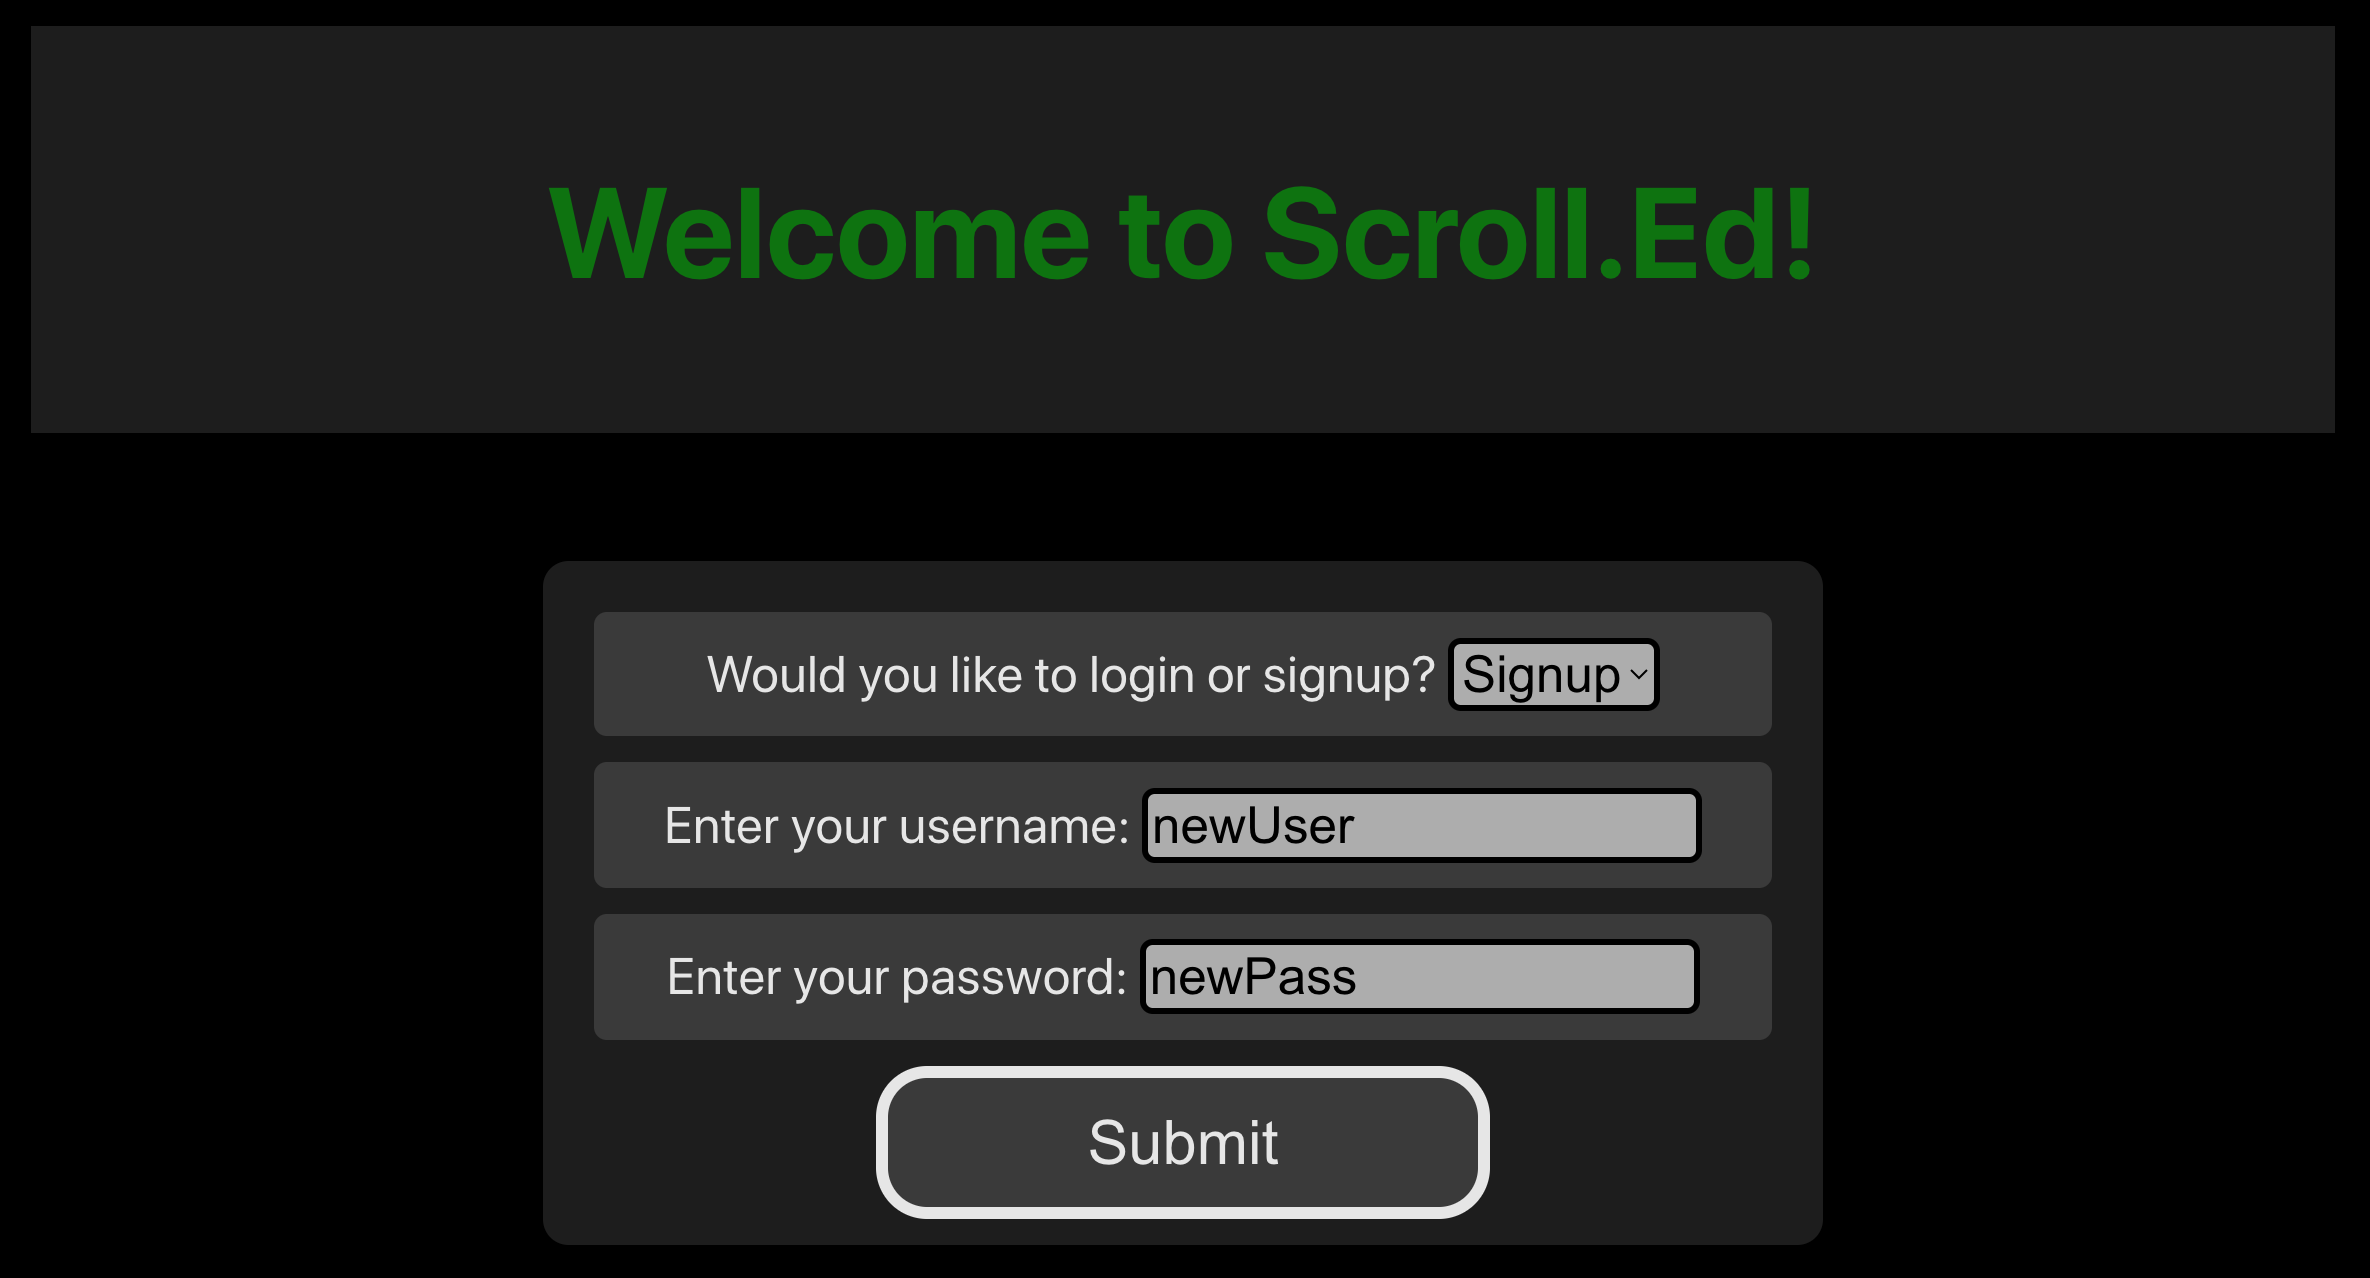 Welcome to Scroll.Ed!
Would you like to login or signup? Signup
Enter your username: newUser
Enter your password: newPass
Submit